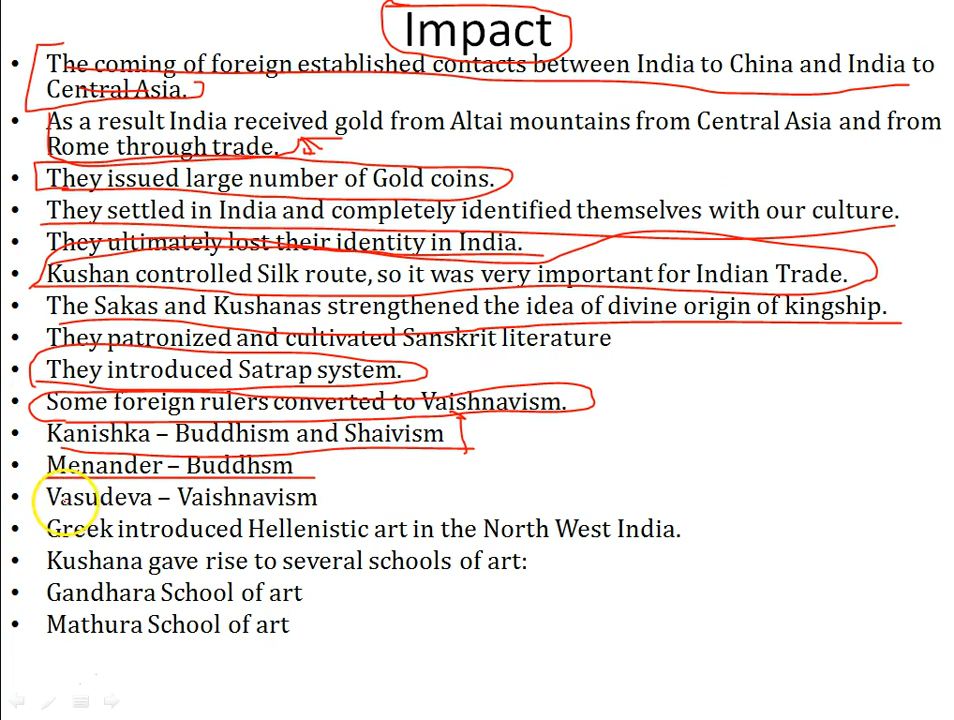 Impact
• The coming of foreign established contacts between India to China and India to
Central Asia.
• As a result India received gold from Altai mountains from Central Asia and from
Rome through trade.
• They issued large number of Gold coins.
• They settled in India and completely identified themselves with our culture.
• They ultimately lost their identity in India.
• Kushan controlled Silk route, so it was very important for Indian Trade.
• The Sakas and Kushanas strengthened the idea of divine origin of kingship.
• They patronized and cultivated Sanskrit literature
• They introduced Satrap system.
• Some foreign rulers converted to Vaishnavism.
• Kanishka – Buddhism and Shaivism
• Menander – Buddhsm
• Vasudeva – Vaishnavism
• Greek introduced Hellenistic art in the North West India.
• Kushana gave rise to several schools of art:
• Gandhara School of art
• Mathura School of art